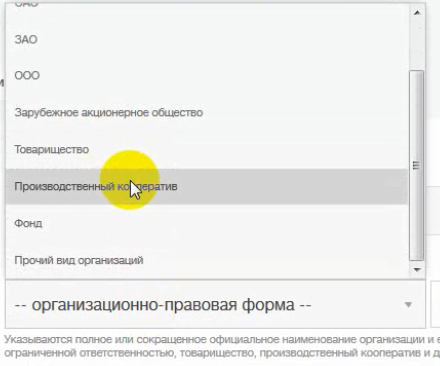 ЗАО
ООО
Зарубежное акционерное общество
Товарищество
Производственный кооператив
Фонд
Прочий вид организаций
-- организационно-правовая форма --
Указываются полное или сокращенное официальное наименование организации и
ограниченной ответственностью, товарищество, производственный кооператив и